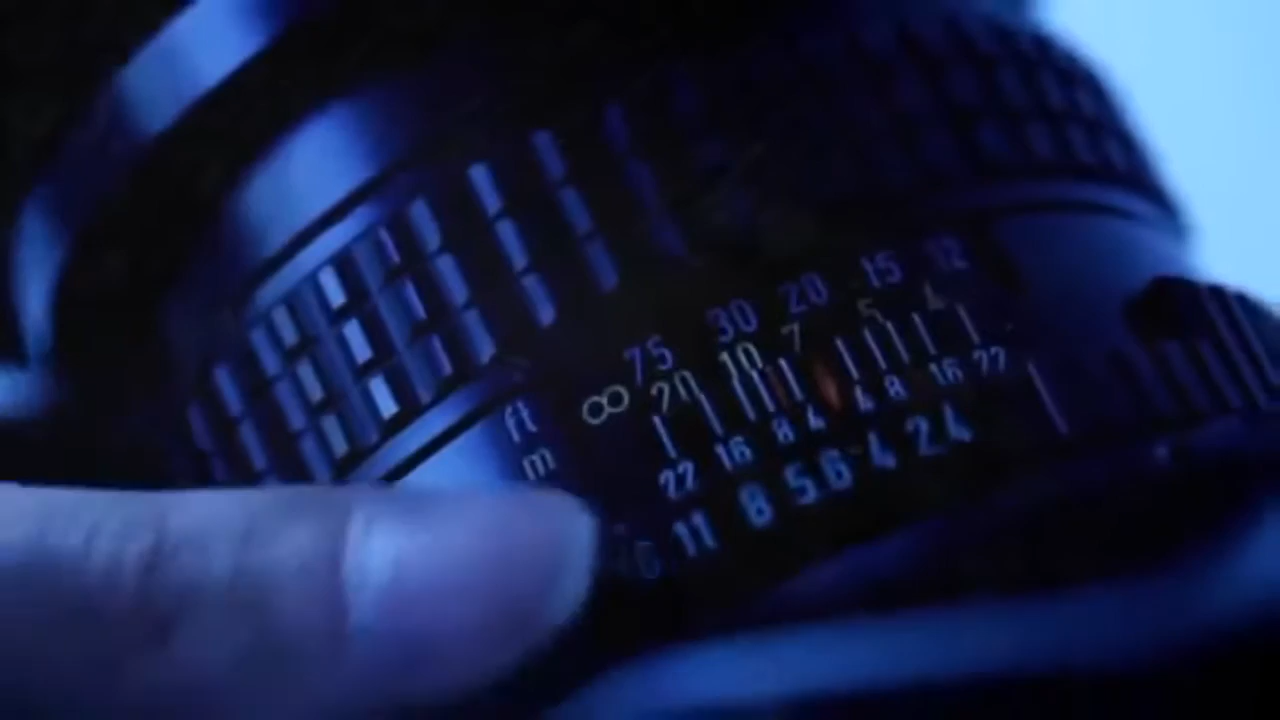 ft ∞ 75 30 20 15 12
m 20 10 7 5 4
22 16 8 4 4 8 16 22
16 11 8 5.6 4 2.4